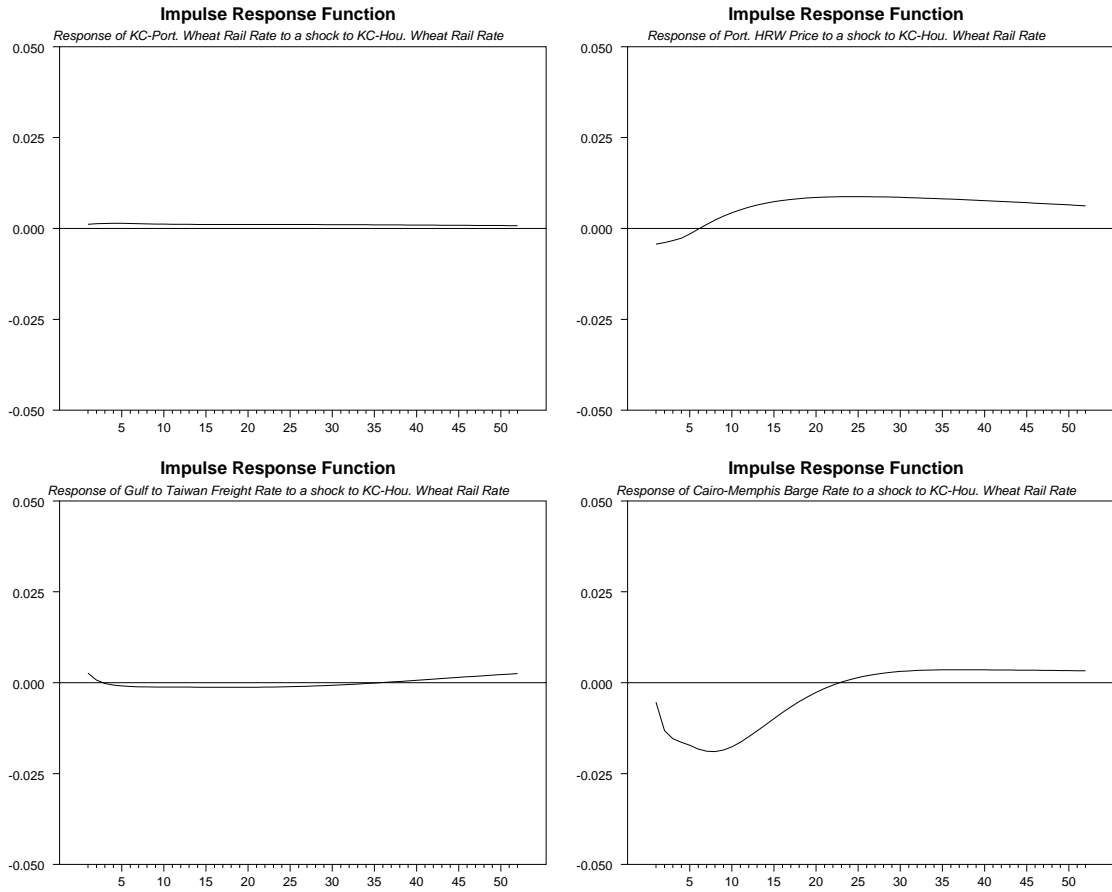 Impulse Response Function
Response of KC-Port. Wheat Rail Rate to a shock to KC-Hou. Wheat Rail Rate
0.050
0.025
0.000
-0.025
-0.050
5 10 15 20 25 30 35 40 45 50
Impulse Response Function
Response of Port. HRW Price to a shock to KC-Hou. Wheat Rail Rate
0.050
0.025
0.000
-0.025
-0.050
5 10 15 20 25 30 35 40 45 50
Impulse Response Function
Response of Gulf to Taiwan Freight Rate to a shock to KC-Hou. Wheat Rail Rate
0.050
0.025
0.000
-0.025
-0.050
5 10 15 20 25 30 35 40 45 50
Impulse Response Function
Response of Cairo-Memphis Barge Rate to a shock to KC-Hou. Wheat Rail Rate
0.050
0.025
0.000
-0.025
-0.050
5 10 15 20 25 30 35 40 45 50